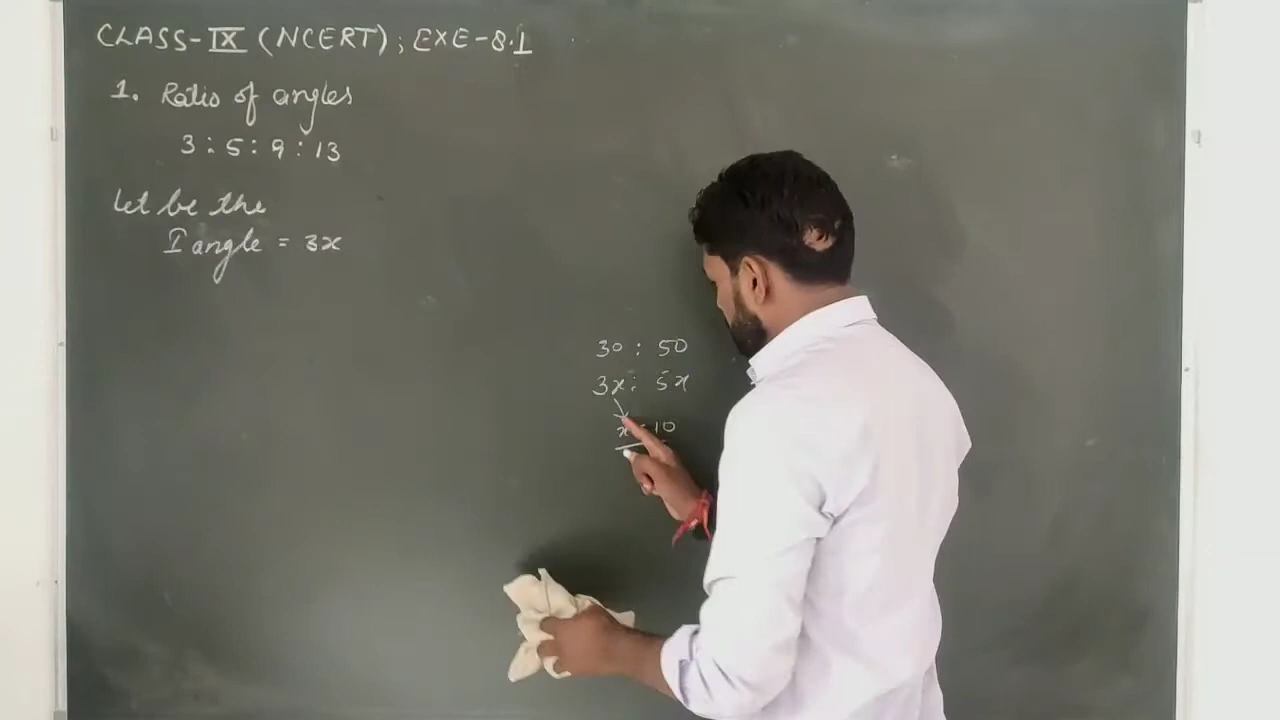 CLASS-IX (NCERT); EXE-8.1
1. Ratio of angles
3:5:9:13
Let be the
I angle = 3x
30 : 50
3x : 5x
x = 10